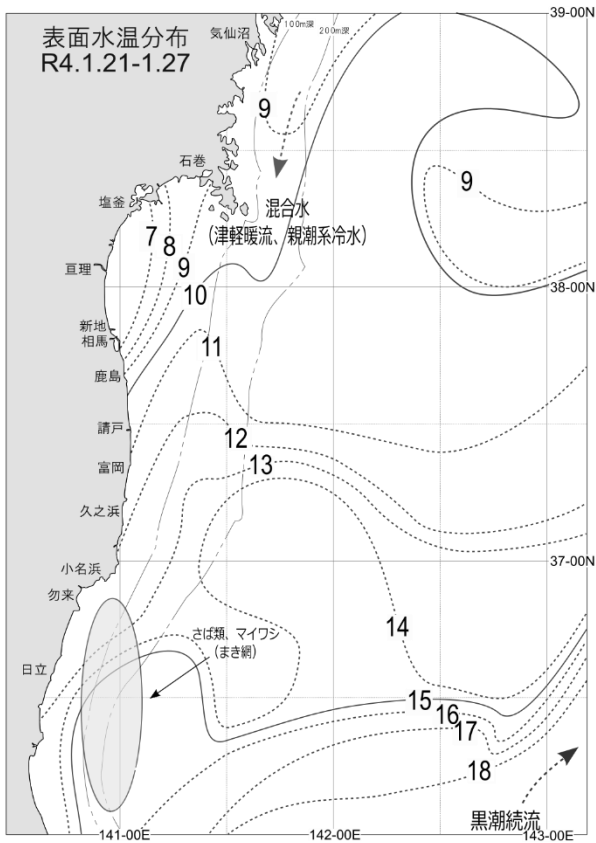 表面水温分布
R4.1.21-1.27
39-00N
気仙沼
100m深
200m深
9
石巻
9
塩釜
混合水
（津軽暖流、親潮系冷水）
7
8
9
亘理
10
38-00N
新地
相馬
11
鹿島
請戸
12
富岡
13
久之浜
37-00N
小名浜
勿来
14
さば類、マイワシ
（まき網）
日立
15
16
17
18
黒潮続流
141-00E
142-00E
143-00E